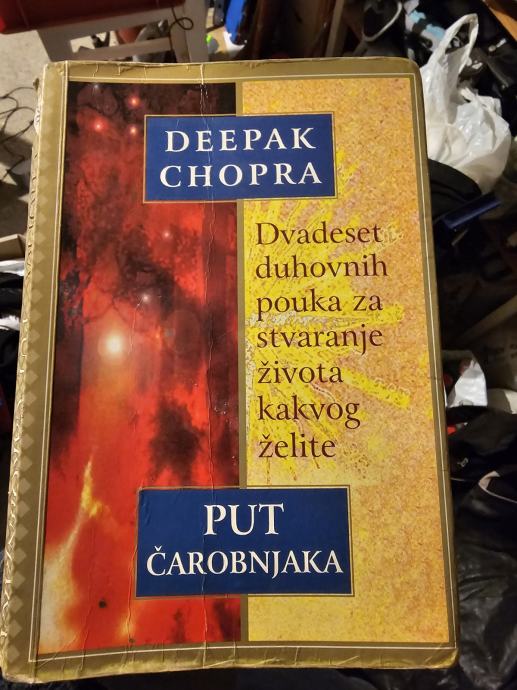 DEEPAK
CHOPRA
Dvadeset
duhovnih
pouka za
stvaranje
života
kakvog
želite
PUT
ČAROBNJAKA